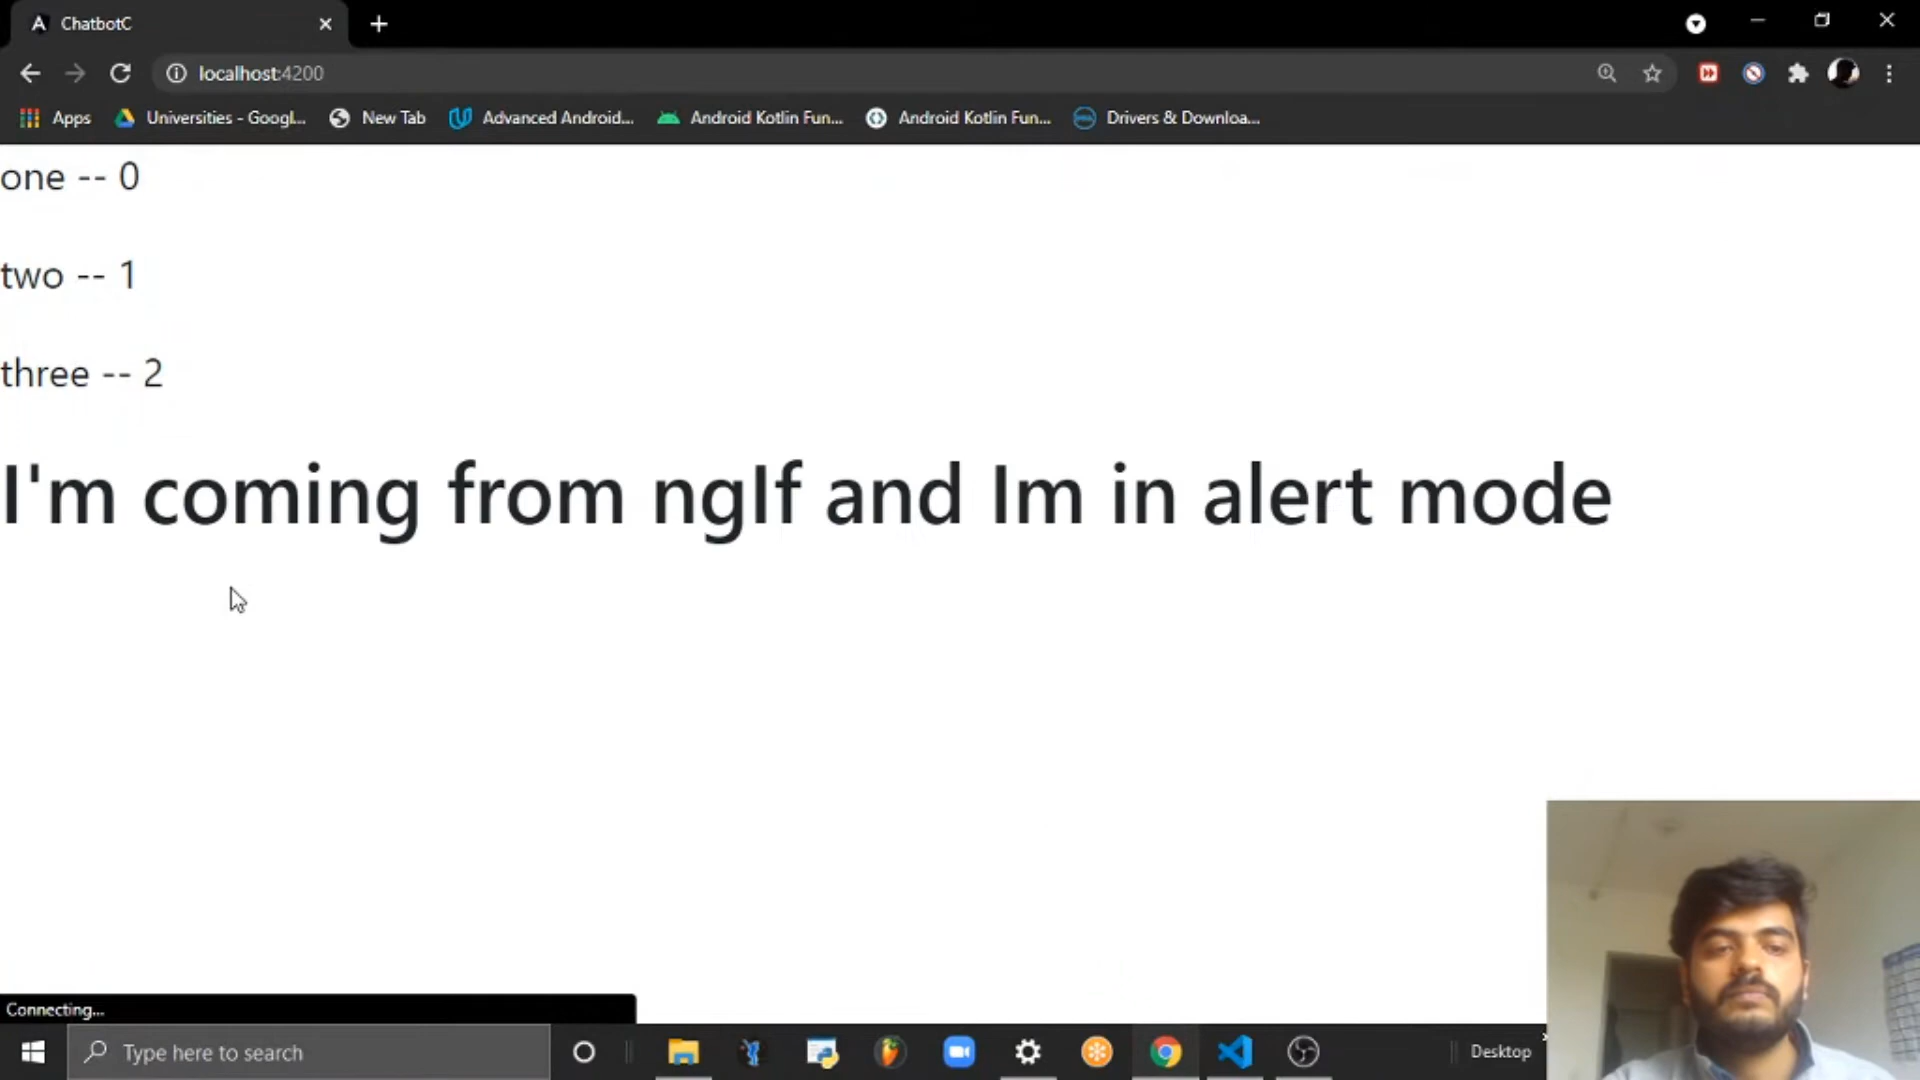 ChatbotC
localhost:4200
Apps Universities - Googl... New Tab Advanced Android... Android Kotlin Fun... Android Kotlin Fun... Drivers & Downloa...
one -- 0
two -- 1
three -- 2
I'm coming from ngIf and Im in alert mode
Connecting...
Type here to search
Desktop